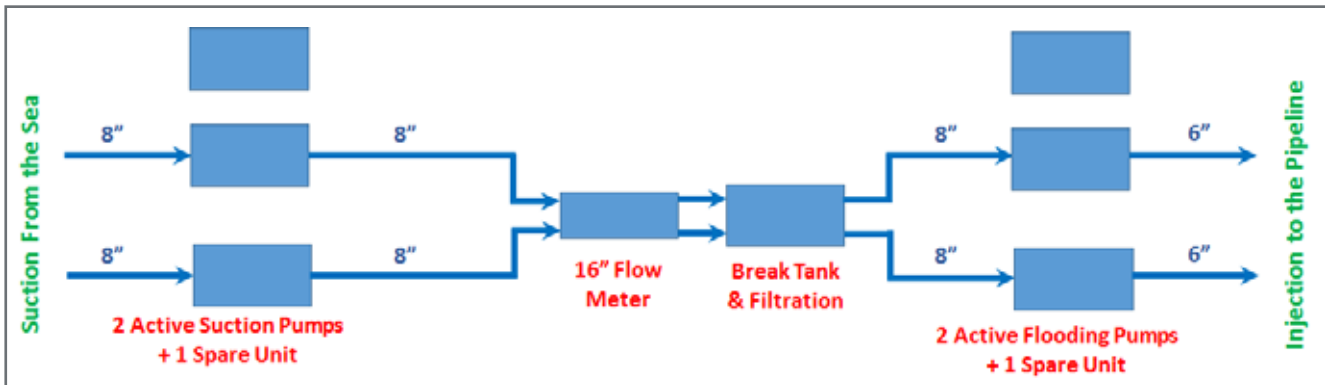 Suction From the Sea
8”
8”
8”
8”
2 Active Suction Pumps
+ 1 Spare Unit
16” Flow
Meter
Break Tank
& Filtration
8”
6”
8”
6”
2 Active Flooding Pumps
+ 1 Spare Unit
Injection to the Pipeline